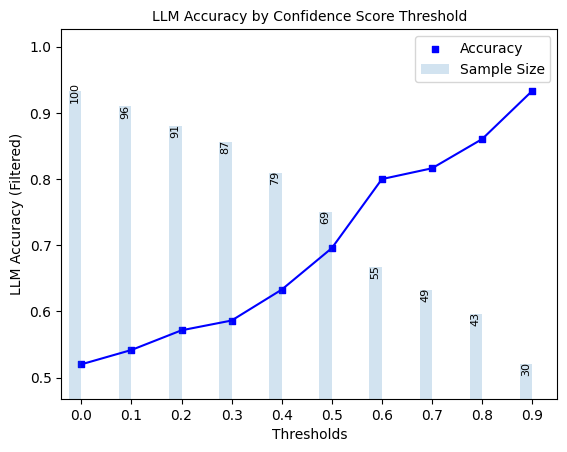 LLM Accuracy by Confidence Score Threshold
Accuracy
Sample Size
LLM Accuracy (Filtered)
1.0
0.9
0.8
0.7
0.6
0.5
100
96
91
87
79
69
55
49
43
30
0.0 0.1 0.2 0.3 0.4 0.5 0.6 0.7 0.8 0.9
Thresholds